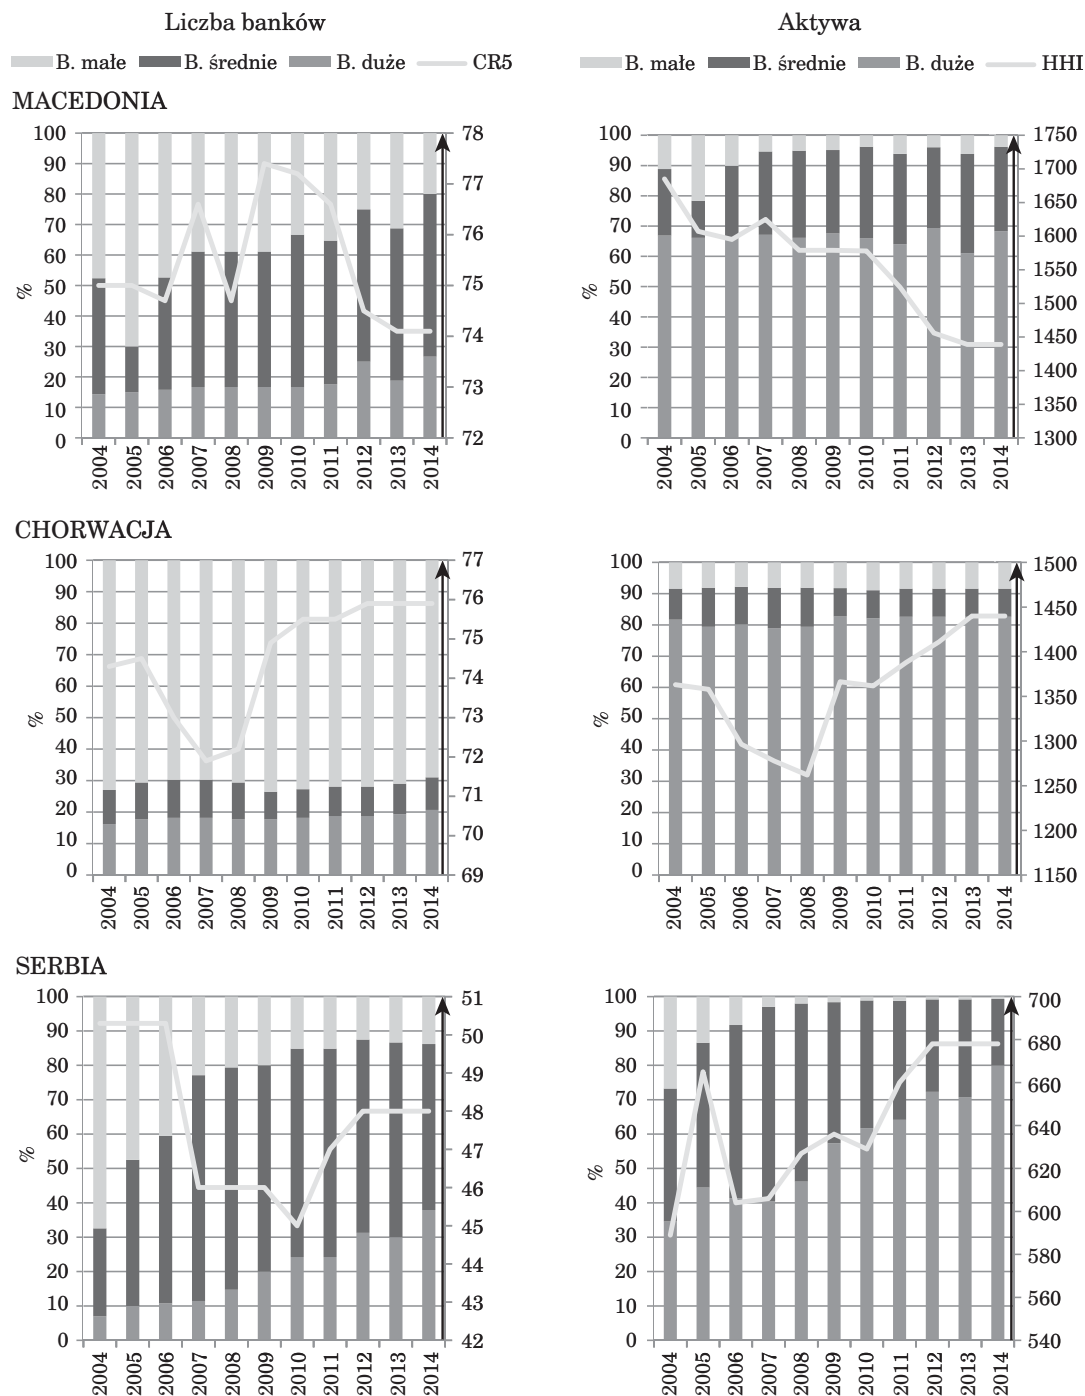 Liczba banków
Aktywa
B. małe B. średnie B. duże CR5
B. małe B. średnie B. duże HHI
MACEDONIA
100 90 80 70 60 50 40 30 20 10 0
%
78 77 76 75 74 73 72
2004 2005 2006 2007 2008 2009 2010 2011 2012 2013 2014
100 90 80 70 60 50 40 30 20 10 0
%
1750 1700 1650 1600 1550 1500 1450 1400 1350 1300
2004 2005 2006 2007 2008 2009 2010 2011 2012 2013 2014
CHORWACJA
100 90 80 70 60 50 40 30 20 10 0
%
77 76 75 74 73 72 71 70 69
2004 2005 2006 2007 2008 2009 2010 2011 2012 2013 2014
100 90 80 70 60 50 40 30 20 10 0
%
1500 1450 1400 1350 1300 1250 1200 1150
2004 2005 2006 2007 2008 2009 2010 2011 2012 2013 2014
SERBIA
100 90 80 70 60 50 40 30 20 10 0
%
51 50 49 48 47 46 45 44 43 42
2004 2005 2006 2007 2008 2009 2010 2011 2012 2013 2014
100 90 80 70 60 50 40 30 20 10 0
%
700 680 660 640 620 600 580 560 540
2004 2005 2006 2007 2008 2009 2010 2011 2012 2013 2014